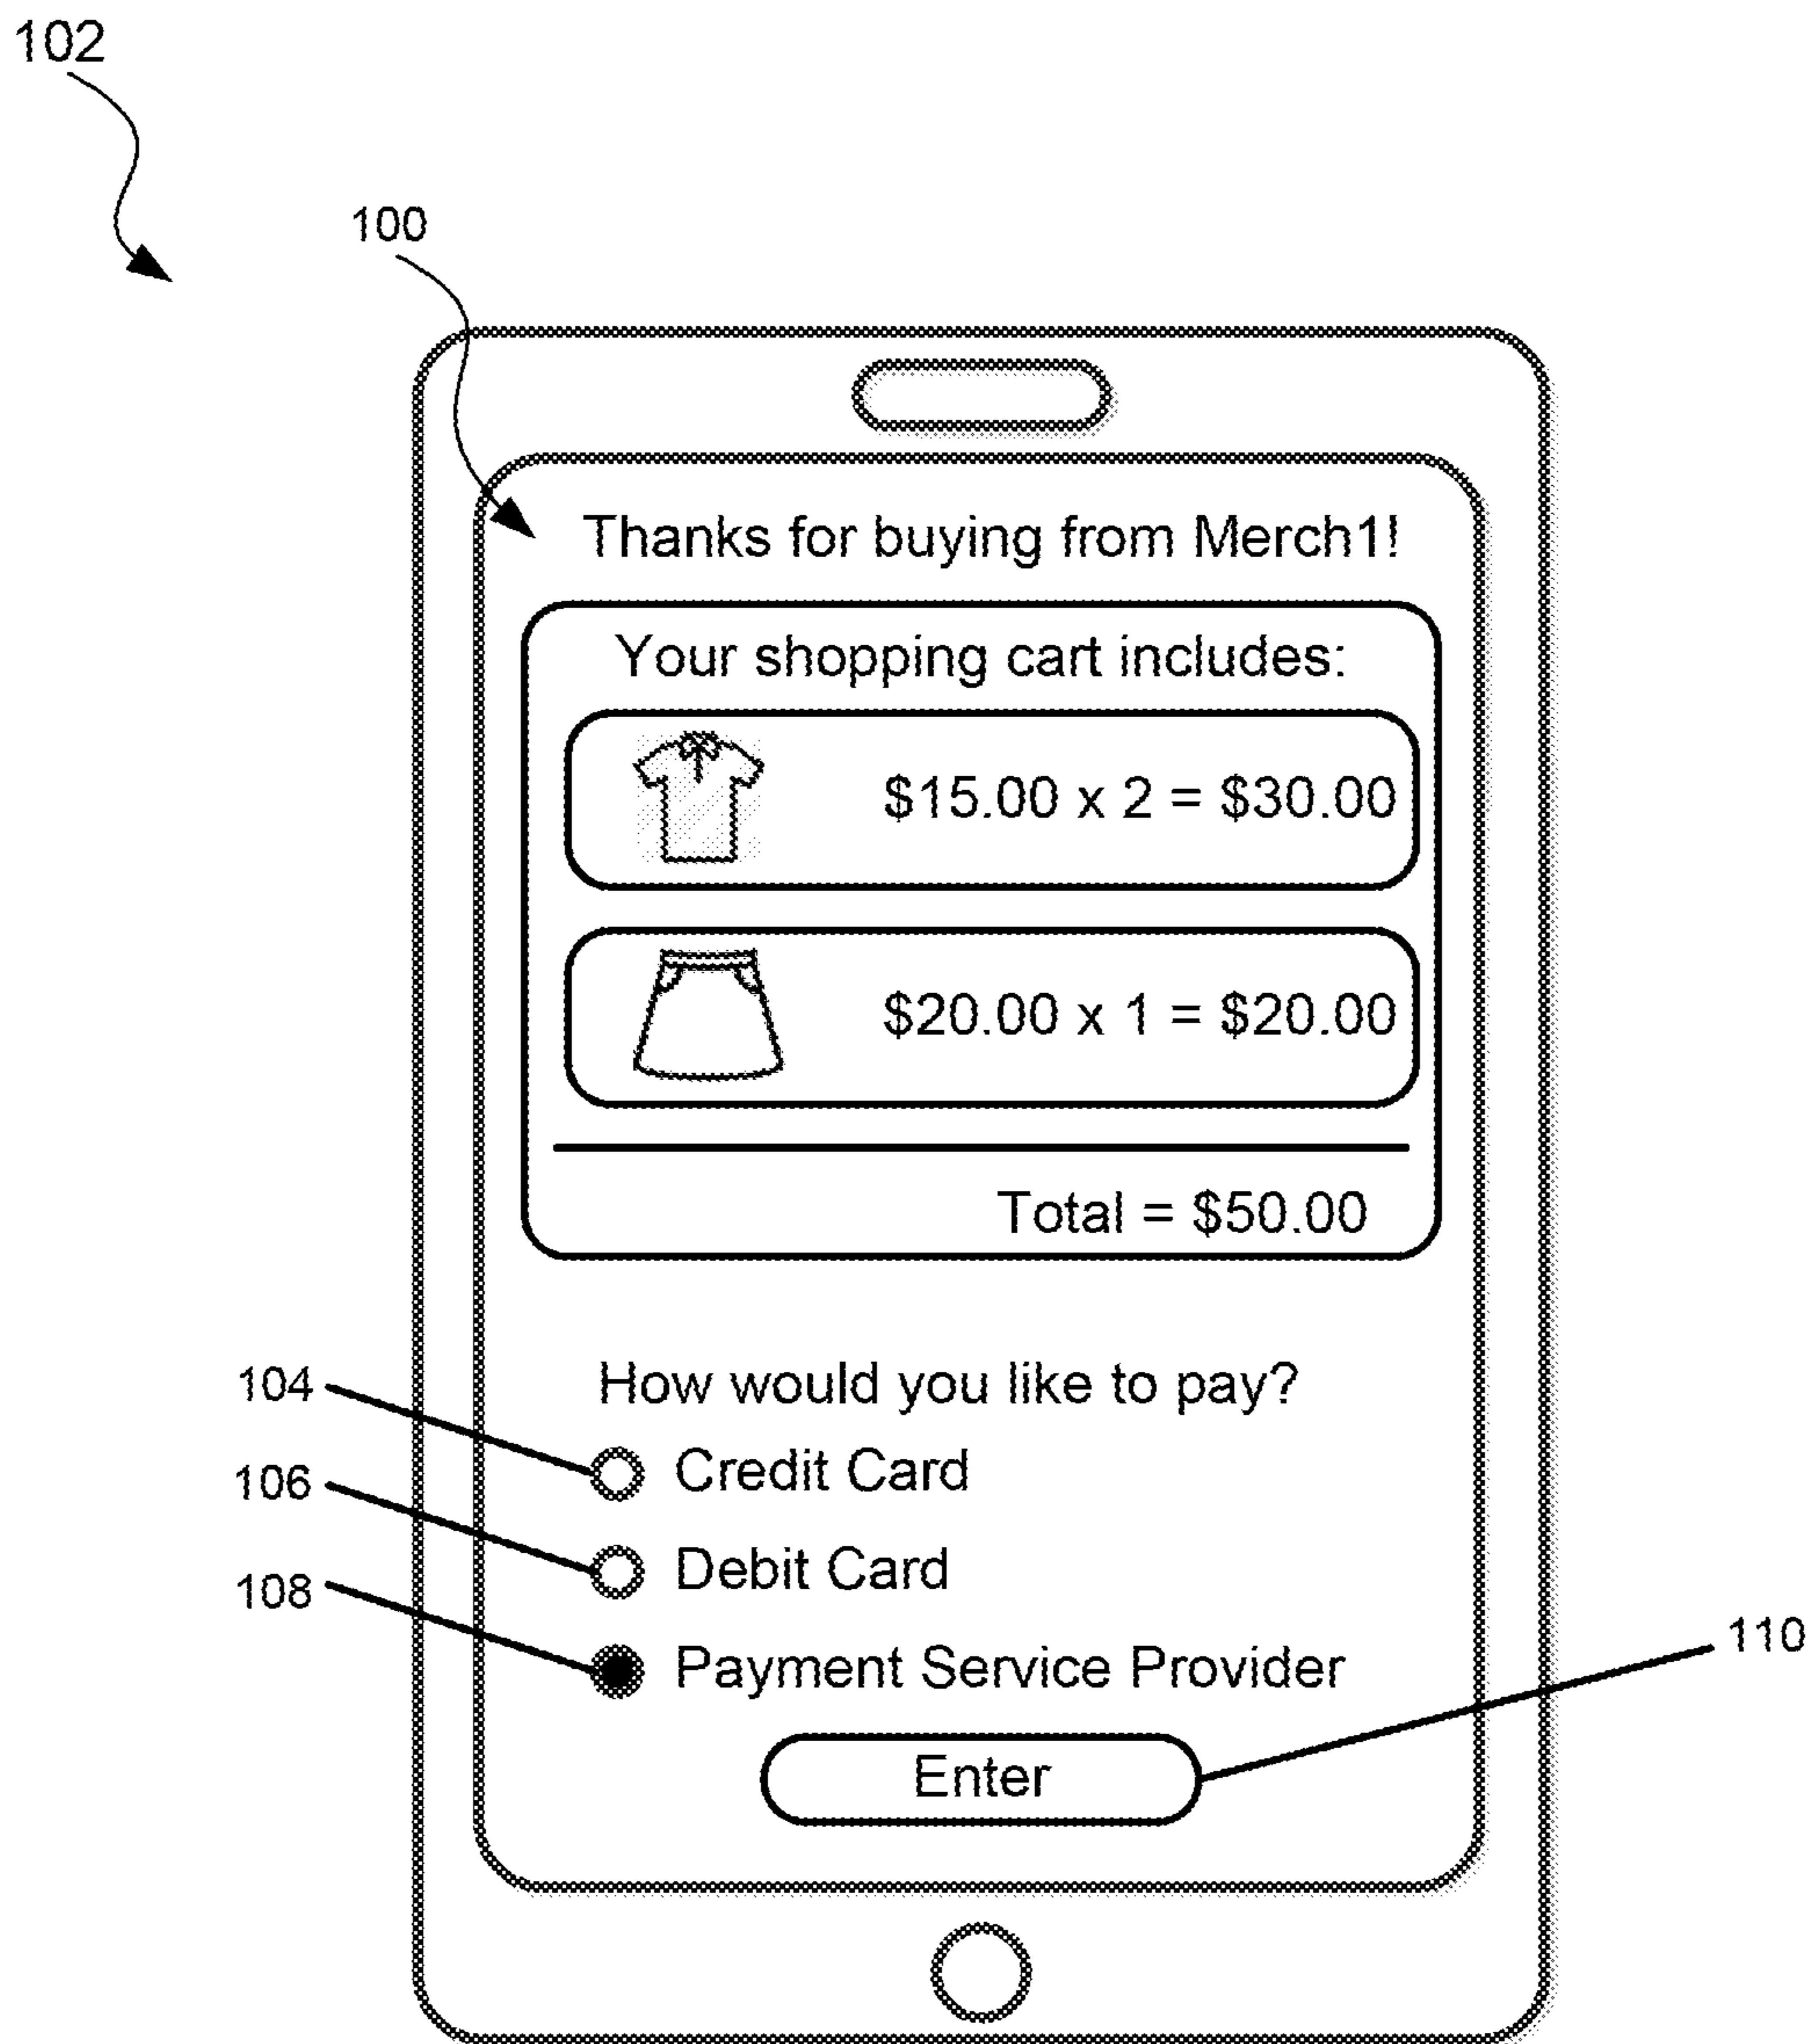 102
100
Thanks for buying from Merch1!
Your shopping cart includes:
$15.00 x 2 = $30.00
$20.00 x 1 = $20.00
Total = $50.00
How would you like to pay?
104
Credit Card
106
Debit Card
108
Payment Service Provider
110
Enter